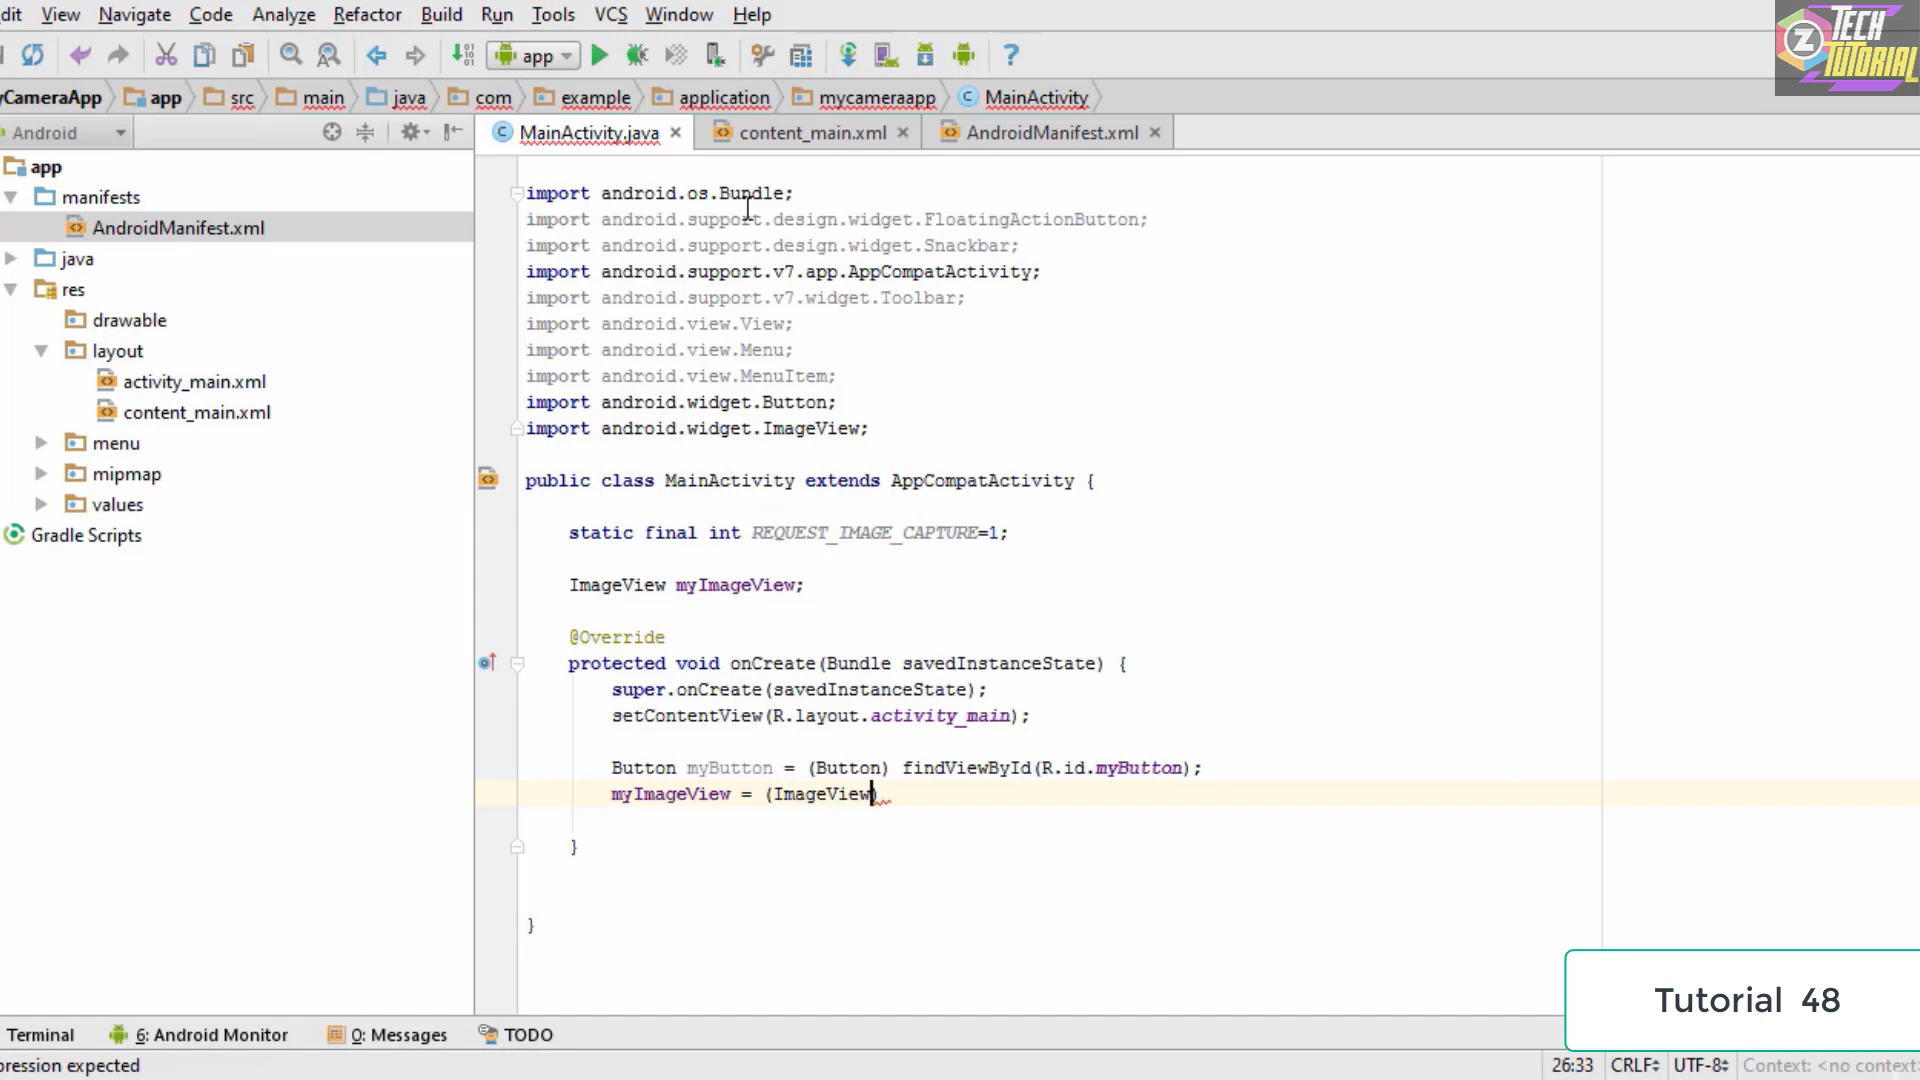 dit View Navigate Code Analyze Refactor Build Run Tools VCS Window Help
app
Z TECH TUTORIAL
yCameraApp app src main java com example application mycameraapp MainActivity
Android
MainActivity.java content_main.xml AndroidManifest.xml
app
manifests
AndroidManifest.xml
java
res
drawable
layout
activity_main.xml
content_main.xml
menu
mipmap
values
Gradle Scripts
import android.os.Bundle;
import android.support.design.widget.FloatingActionButton;
import android.support.design.widget.Snackbar;
import android.support.v7.app.AppCompatActivity;
import android.support.v7.widget.Toolbar;
import android.view.View;
import android.view.Menu;
import android.view.MenuItem;
import android.widget.Button;
import android.widget.ImageView;
public class MainActivity extends AppCompatActivity {
static final int REQUEST_IMAGE_CAPTURE=1;
ImageView myImageView;
@Override
protected void onCreate(Bundle savedInstanceState) {
super.onCreate(savedInstanceState);
setContentView(R.layout.activity_main);
Button myButton = (Button) findViewById(R.id.myButton);
myImageView = (ImageView)
}
}
Tutorial 48
Terminal 6: Android Monitor 0: Messages TODO
pression expected
26:33 CRLF UTF-8 Context: <no context